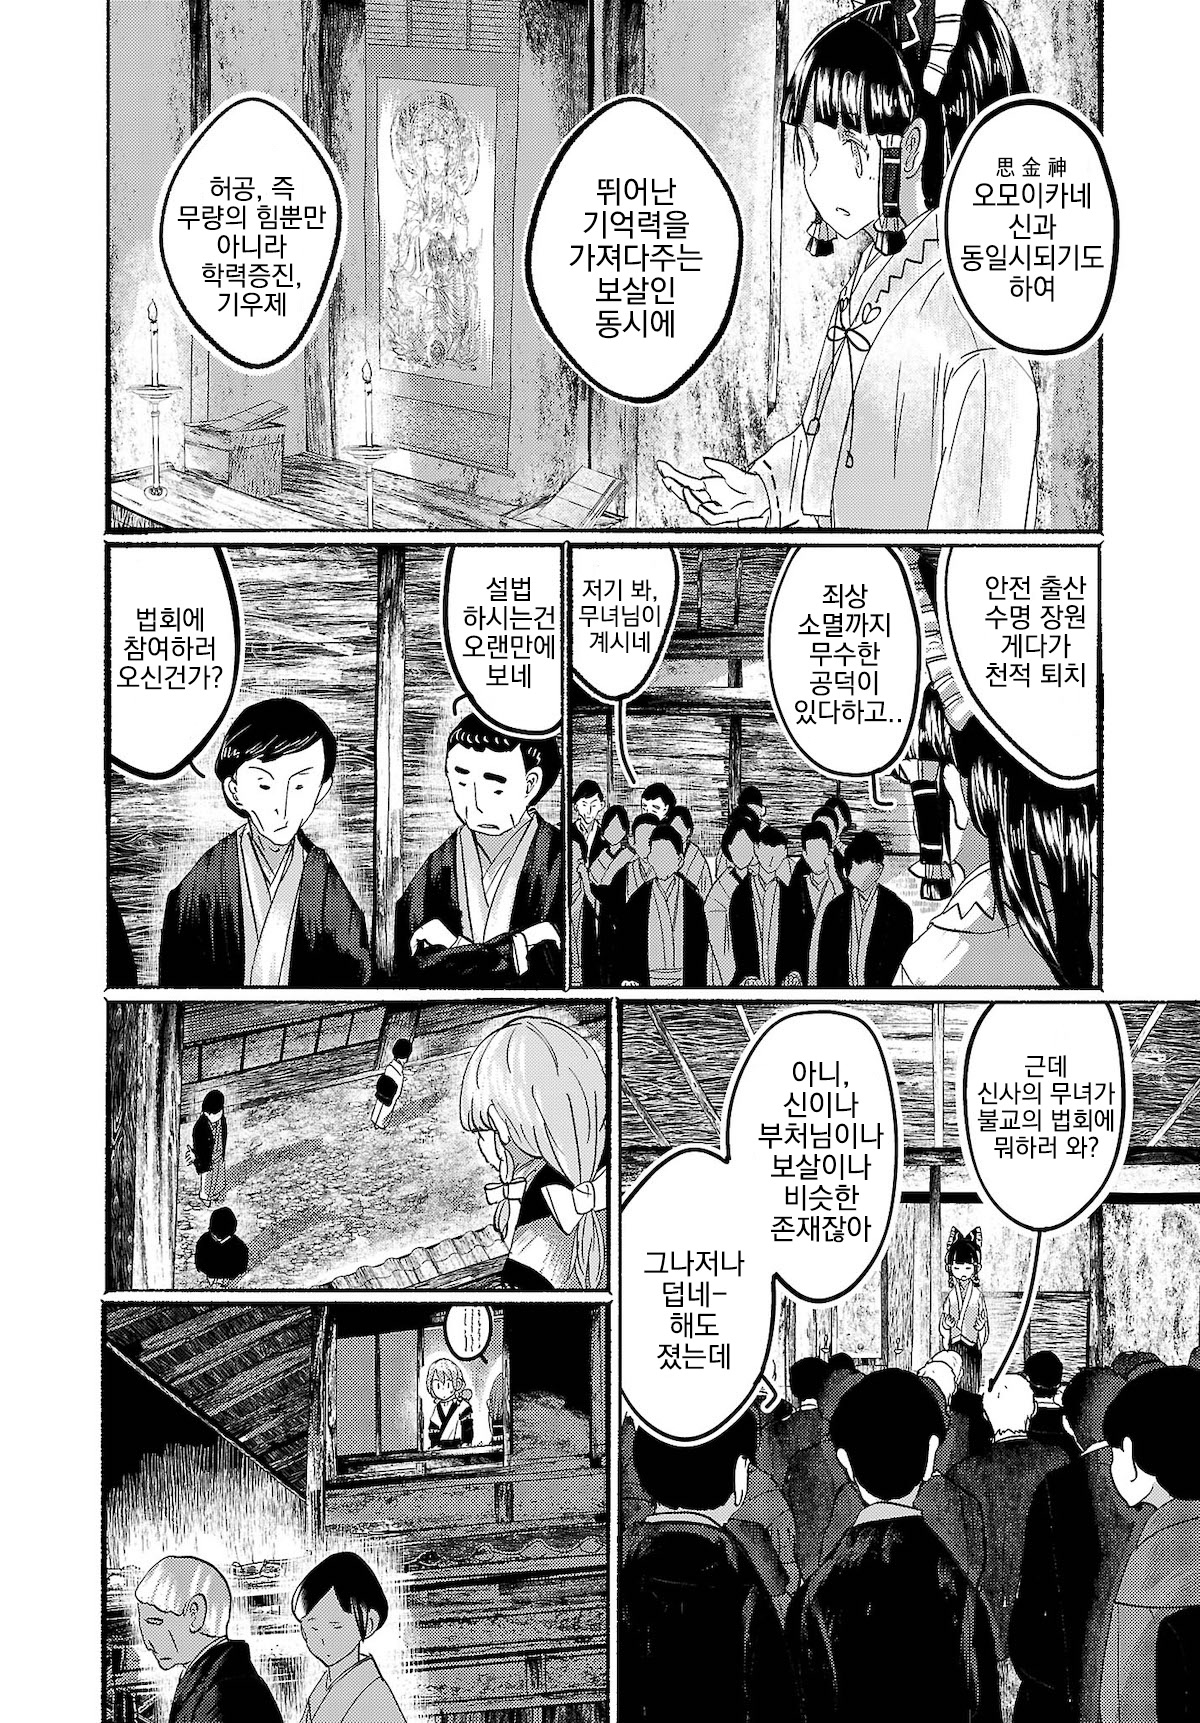 思金神
오모이카네
신과
동일시되기도
하여
뛰어난
기억력을
가져다주는
보살인
동시에
허공, 즉
무량의 힘뿐만
아니라
학력증진,
기우제
안전 출산
수명 장원
게다가
천적 퇴치
죄상
소멸까지
무수한
공덕이
있다하고..
저기 봐,
무녀님이
계시네
설법
하시는건
오랜만에
보네
법회에
참여하러
오신건가?
근데
신사의 무녀가
불교의 법회에
뭐하러 와?
아니,
신이나
부처님이나
보살이나
비슷한
존재잖아
그나저나
덥네-
해도
졌는데